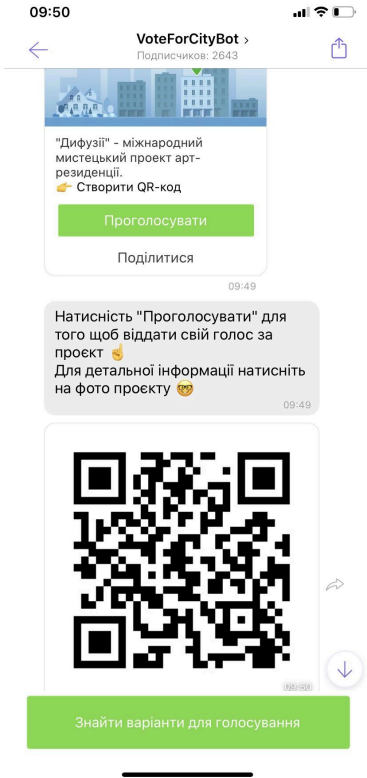 09:50
VoteForCityBot
Подписчиков: 2643
"Дифузії" - міжнародний
мистецький проект арт-
резиденції.
👉 Створити QR-код
Проголосувати
Поділитися
09:49
Натисність "Проголосувати" для
того щоб віддати свій голос за
проєкт ☝️
Для детальної інформації натисніть
на фото проєкту 🤓
09:49
09:50
Знайти варіанти для голосування